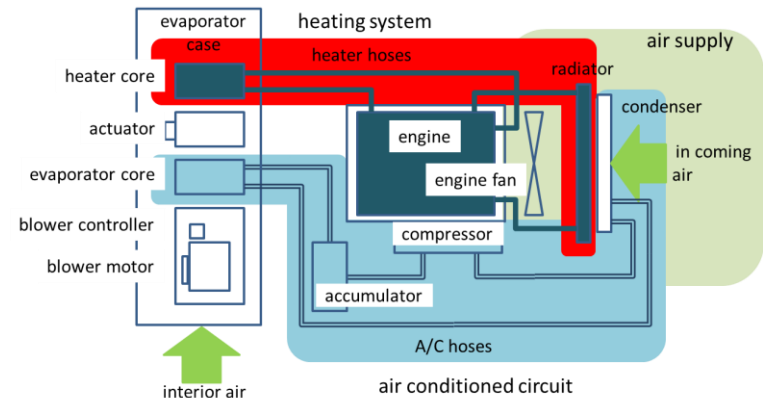 evaporator
case
heating system
air supply
heater hoses
radiator
heater core
condenser
actuator
engine
in coming
air
evaporator core
engine fan
blower controller
compressor
blower motor
accumulator
A/C hoses
interior air
air conditioned circuit